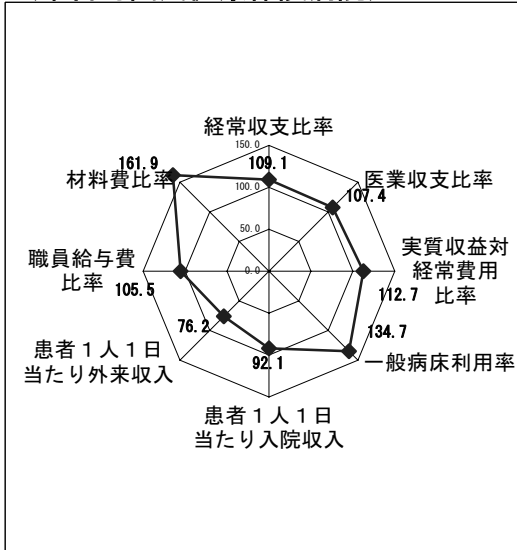 経常収支比率
150.0
161.9
109.1
材料費比率
医業収支比率
100.0
107.4
50.0
職員給与費
比率
105.5
0.0
実質収益対
経常費用
比率
112.7
76.2
134.7
92.1
一般病床利用率
患者１人１日
当たり外来収入
患者１人１日
当たり入院収入